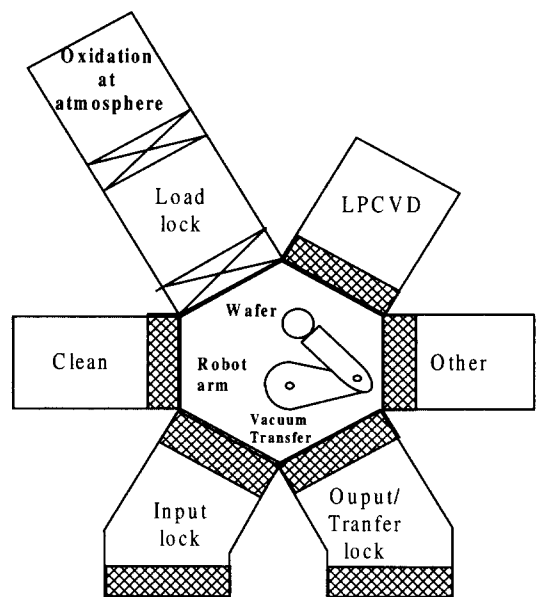 Oxidation
at
atmosphere
Load
lock
LPCVD
Wafer
Clean
Robot
arm
Other
Vacuum
Transfer
Input
lock
Ouput/
Tranfer
lock